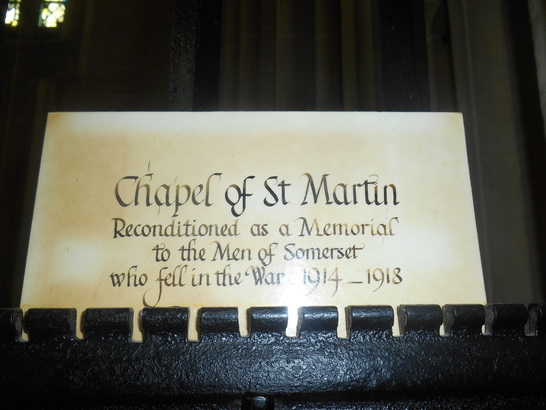 Chapel of St Martin
Reconditioned as a Memorial
to the Men of Somerset
who fell in the War 1914 – 1918